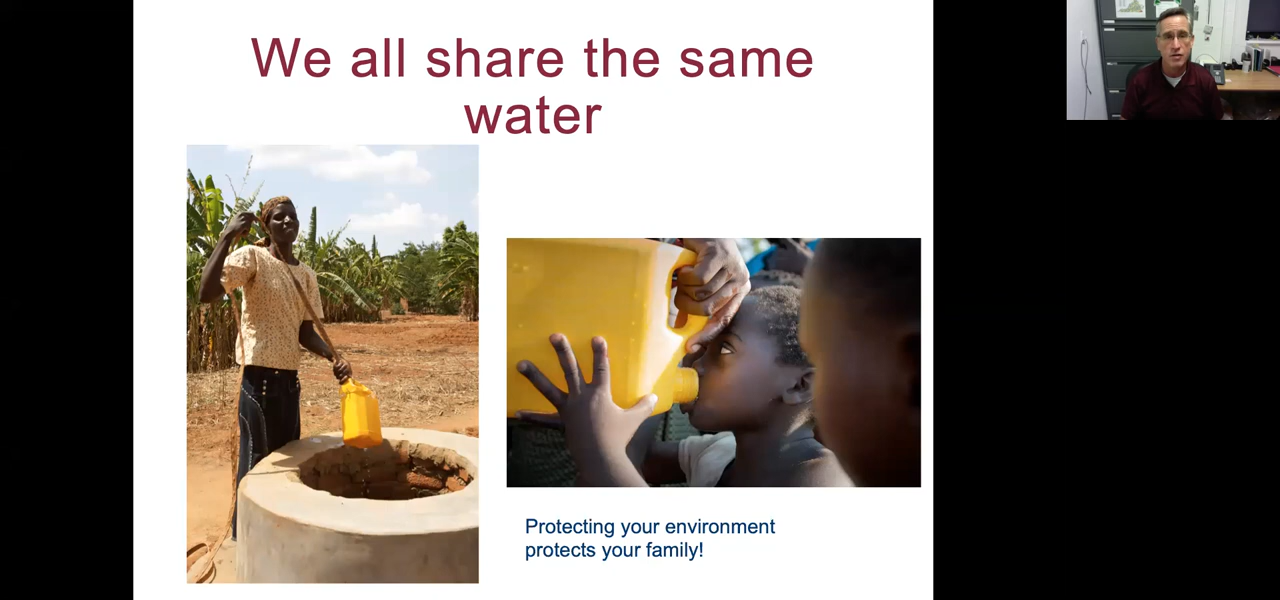 We all share the same
water
Protecting your environment
protects your family!